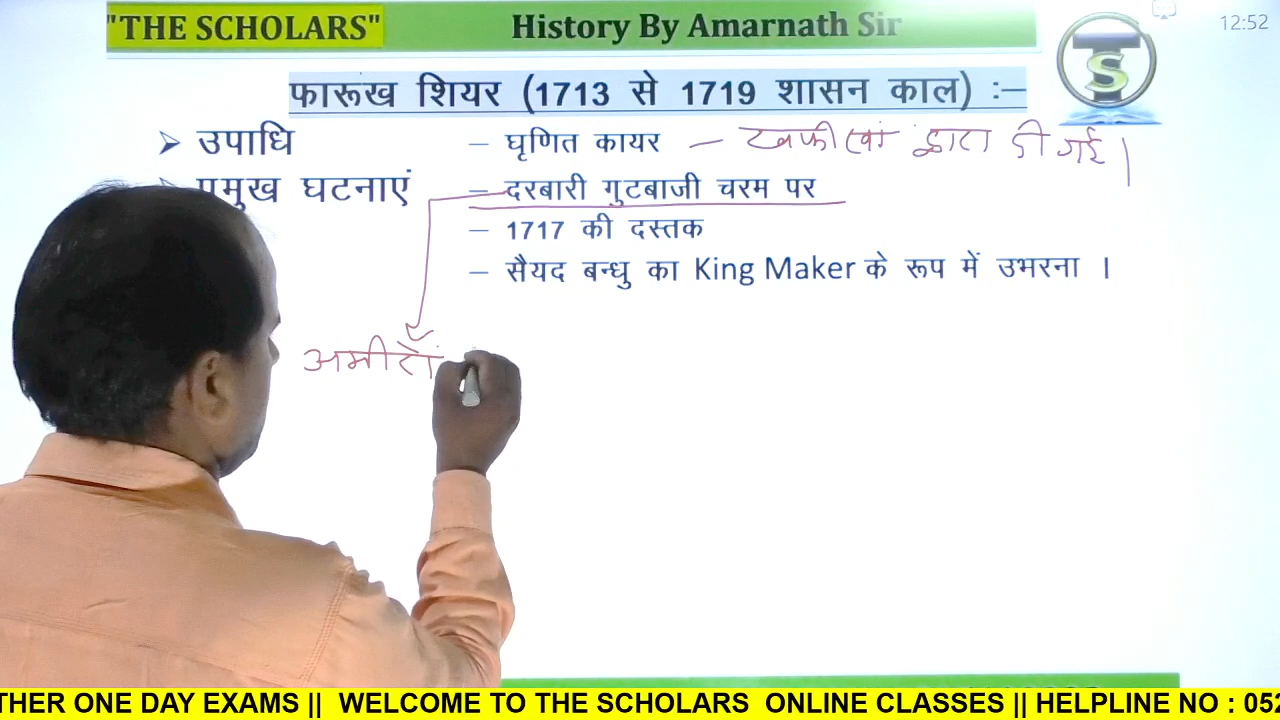 "THE SCHOLARS" History By Amarnath Sir
12:52
TS
फारूख शियर (1713 से 1719 शासन काल) :–
➤ उपाधि – घृणित कायर – खफी खां द्वारा दी गई।
प्रमुख घटनाएं – दरबारी गुटबाजी चरम पर
– 1717 की दस्तक
– सैयद बन्धु का King Maker के रूप में उभरना ।
अमीरों
THER ONE DAY EXAMS || WELCOME TO THE SCHOLARS ONLINE CLASSES || HELPLINE NO : 052